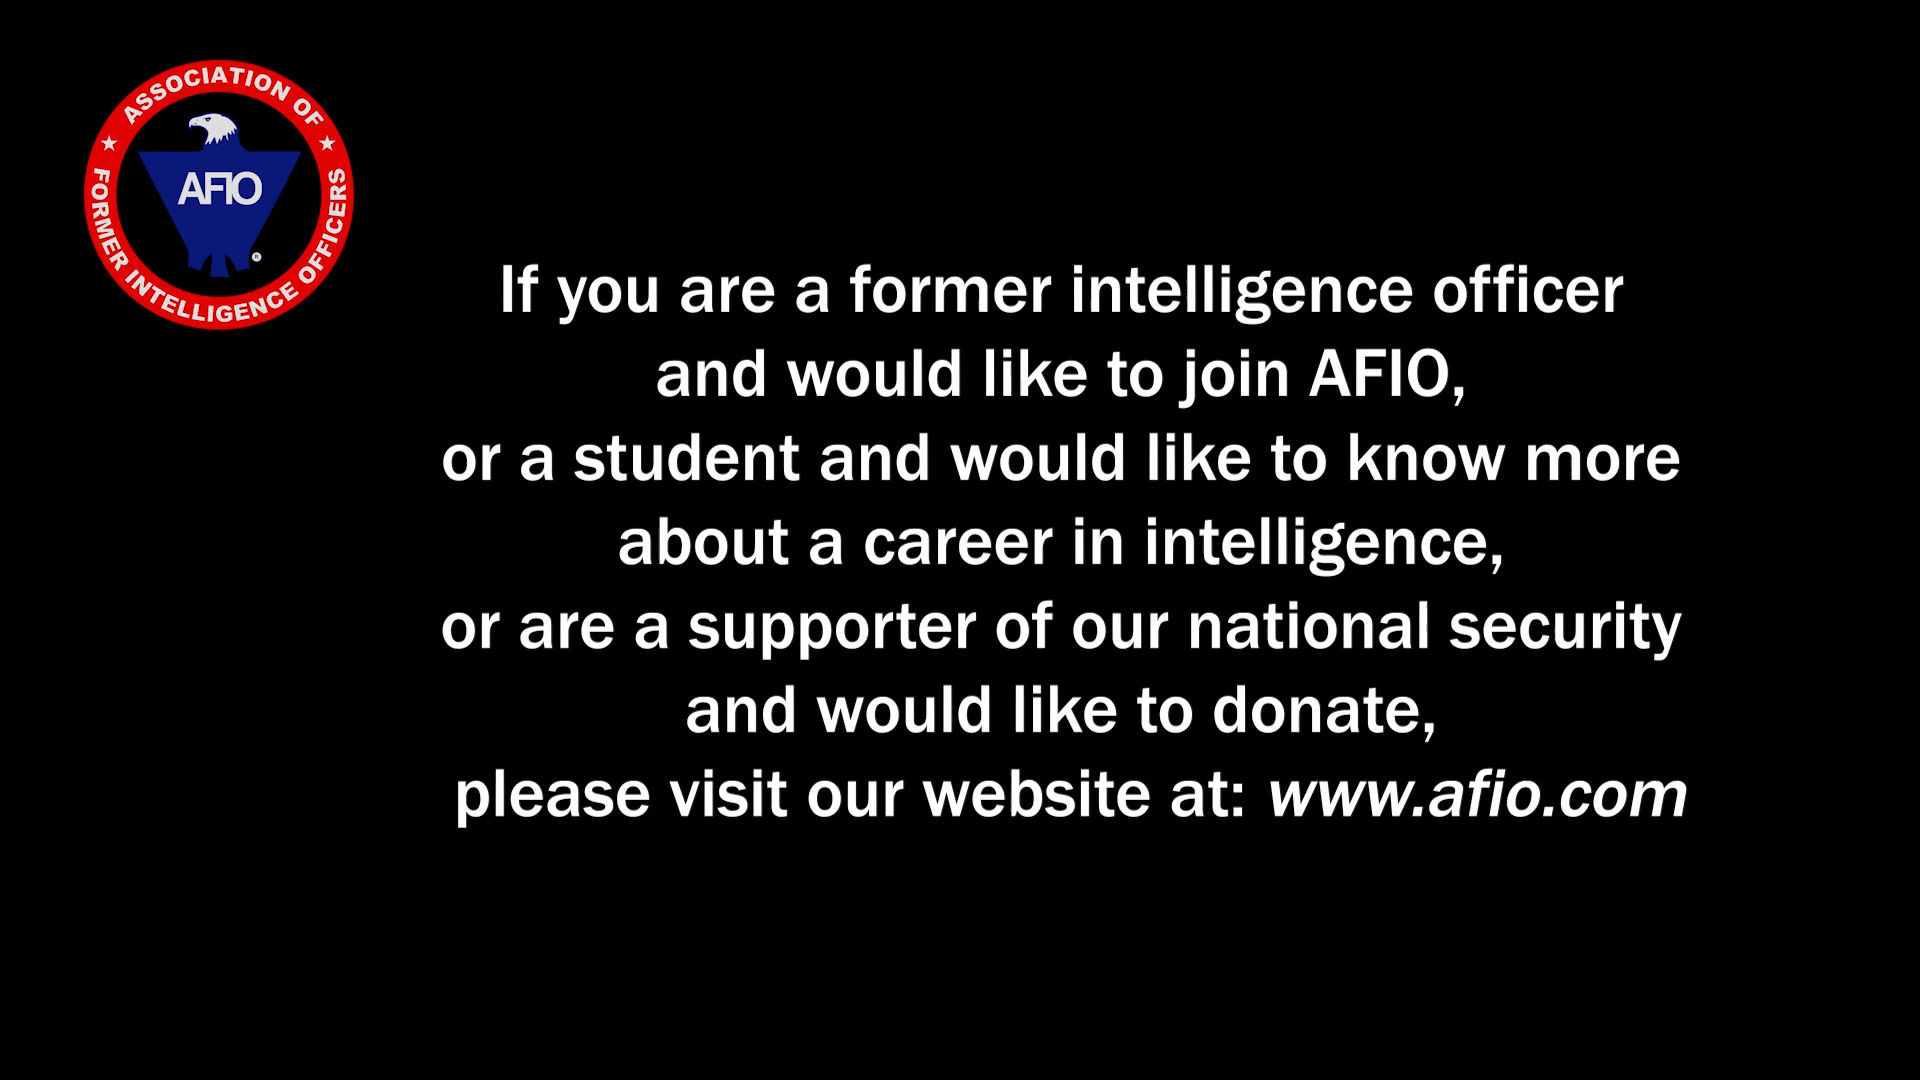 ASSOCIATION OF
FORMER INTELLIGENCE OFFICERS
AFIO
If you are a former intelligence officer
and would like to join AFIO,
or a student and would like to know more
about a career in intelligence,
or are a supporter of our national security
and would like to donate,
please visit our website at: www.afio.com